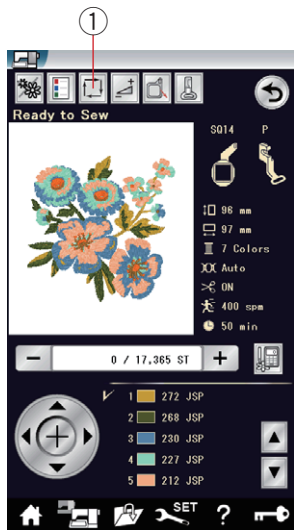 1
Ready to Sew
SQ14 P
96 mm
97 mm
7 Colors
Auto
ON
400 spm
50 min
− 0 / 17,365 ST +
1 272 JSP
2 268 JSP
3 230 JSP
4 227 JSP
5 212 JSP
SET ?